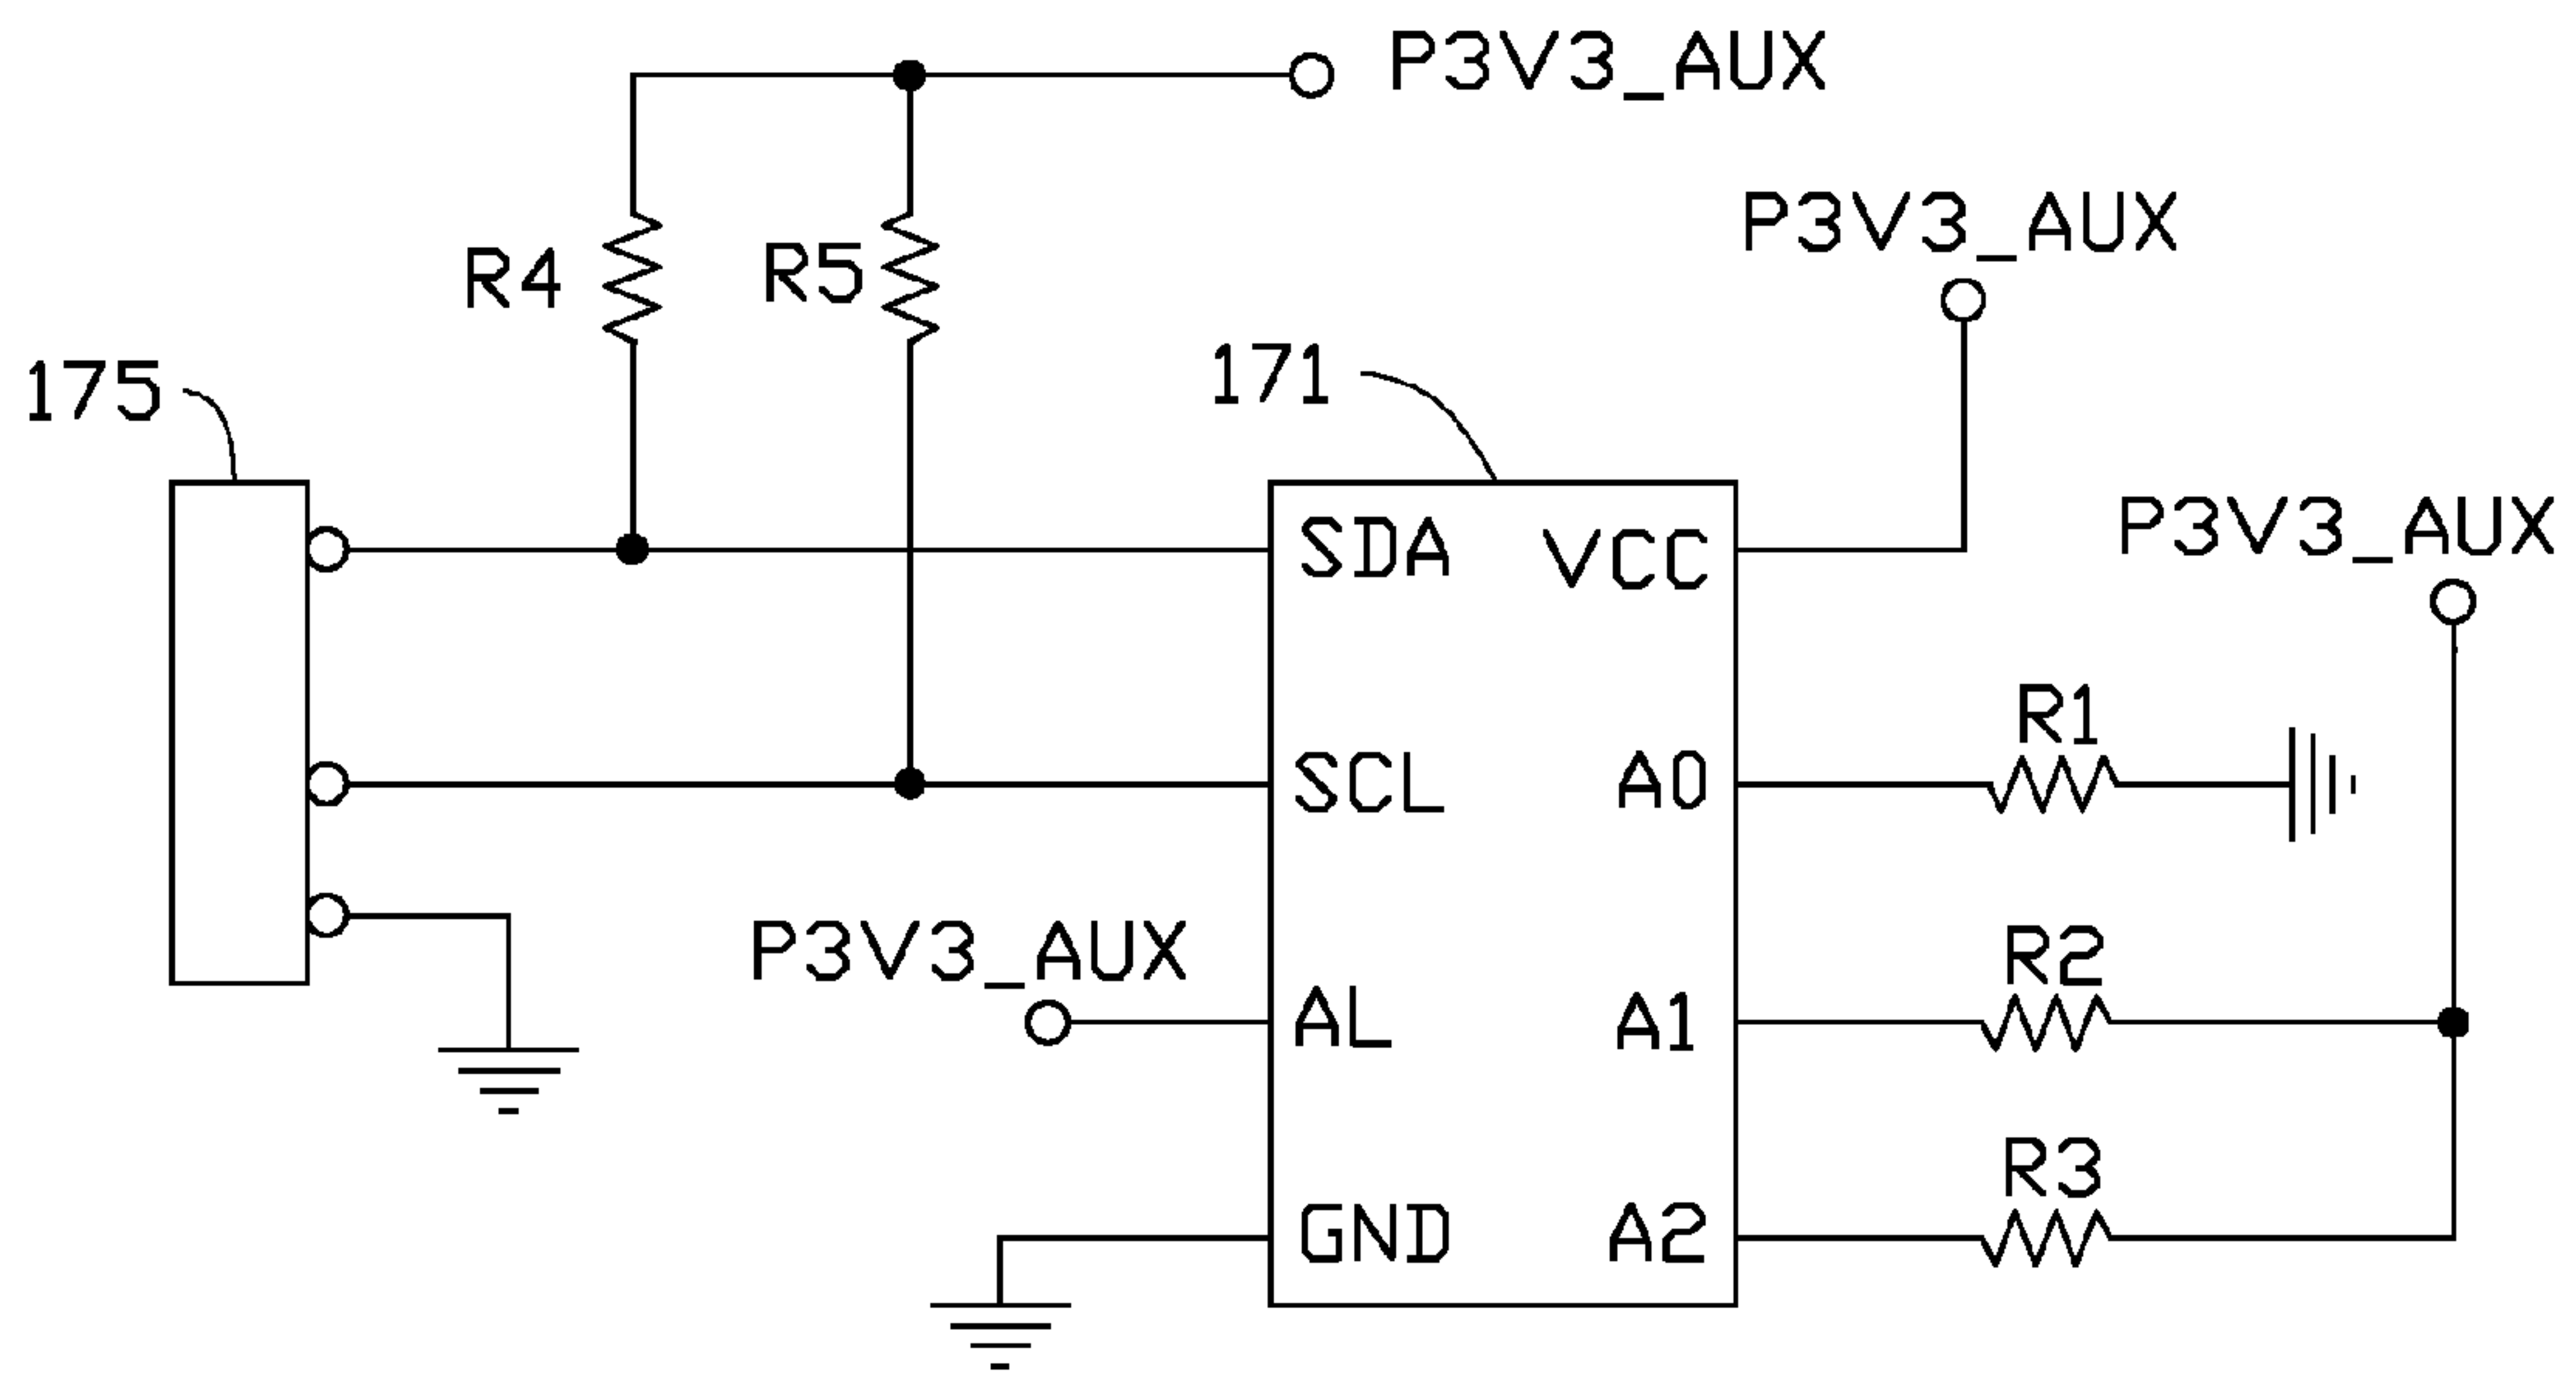 P3V3_AUX
P3V3_AUX
R4
R5
175
171
P3V3_AUX
SDA
VCC
R1
SCL
A0
P3V3_AUX
R2
AL
A1
R3
GND
A2